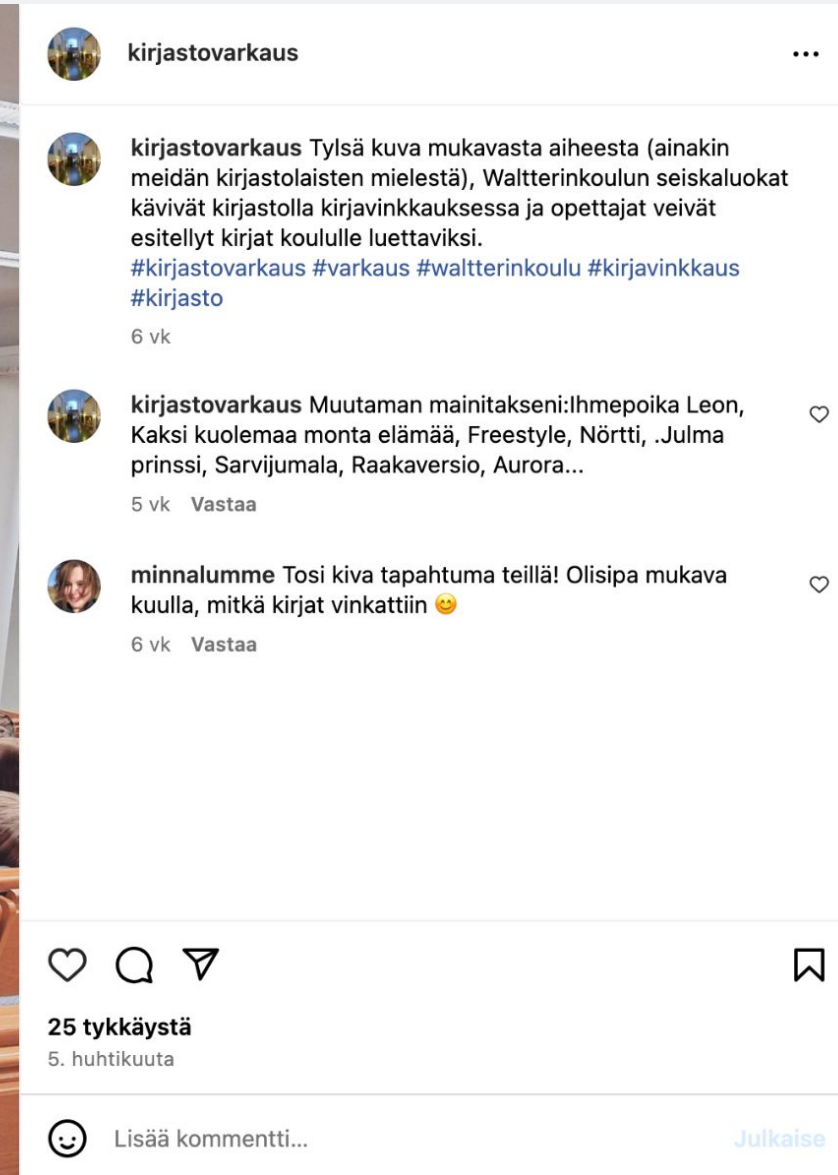 kirjastovarkaus
kirjastovarkaus Tylsä kuva mukavasta aiheesta (ainakin
meidän kirjastolaisten mielestä), Waltterinkoulun seiskaluokat
kävivät kirjastolla kirjavinkkauksessa ja opettajat veivät
esitellyt kirjat koululle luettaviksi.
#kirjastovarkaus #varkaus #waltterinkoulu #kirjavinkkaus
#kirjasto
6 vk
kirjastovarkaus Muutaman mainitakseni:Ihmepoika Leon,
Kaksi kuolemaa monta elämää, Freestyle, Nörtti, .Julma
prinssi, Sarvijumala, Raakaversio, Aurora...
5 vk Vastaa
minnalumme Tosi kiva tapahtuma teillä! Olisipa mukava
kuulla, mitkä kirjat vinkattiin 😊
6 vk Vastaa
25 tykkäystä
5. huhtikuuta
Lisää kommentti... Julkaise